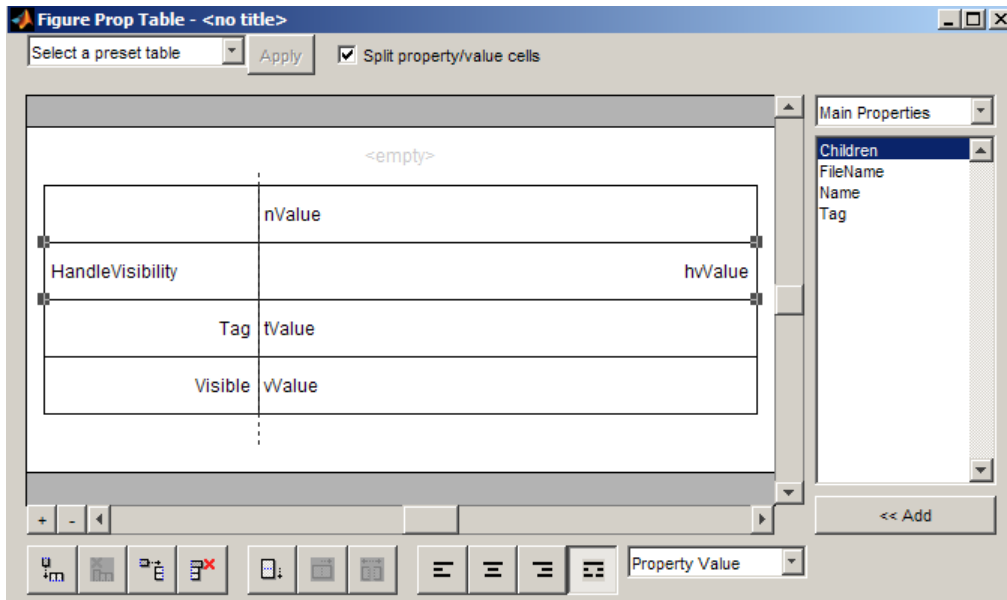 Figure Prop Table - <no title>
Select a preset table
Apply
Split property/value cells
<empty>
nValue
HandleVisibility hvValue
Tag tValue
Visible vValue
Main Properties
Children
FileName
Name
Tag
<< Add
+ -
Property Value